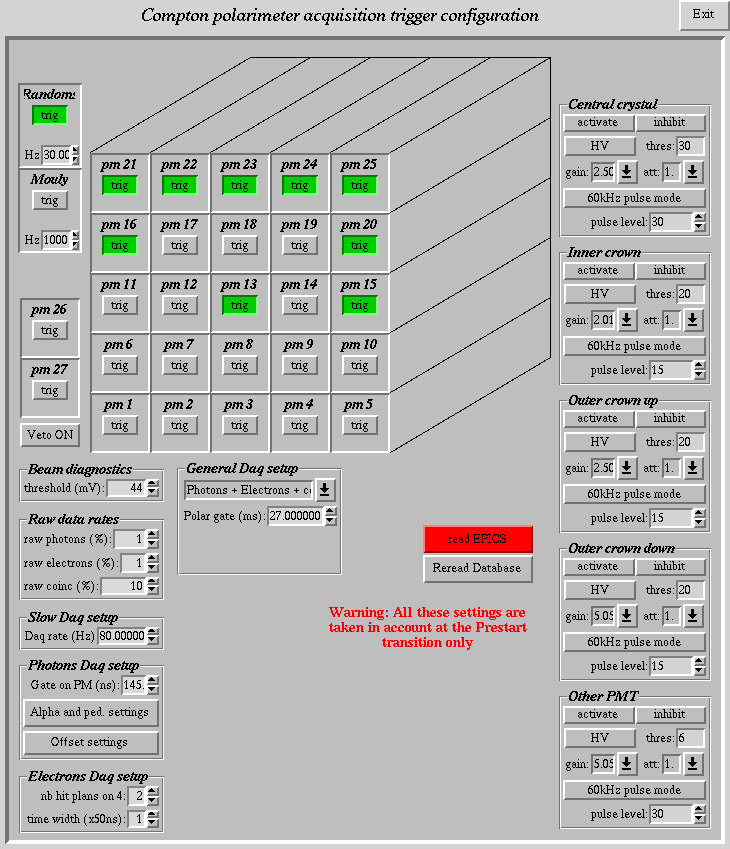 Compton polarimeter acquisition trigger configuration
Exit
Random:
trig
Hz 30.00
Mouly
trig
Hz 1000
pm 26
trig
pm 27
trig
Veto ON
pm 21 pm 22 pm 23 pm 24 pm 25
trig trig trig trig trig
pm 16 pm 17 pm 18 pm 19 pm 20
trig trig trig trig trig
pm 11 pm 12 pm 13 pm 14 pm 15
trig trig trig trig trig
pm 6 pm 7 pm 8 pm 9 pm 10
trig trig trig trig trig
pm 1 pm 2 pm 3 pm 4 pm 5
trig trig trig trig trig
Central crystal
activate inhibit
HV thres: 30
gain: 2.50 att: 1.
60kHz pulse mode
pulse level: 30
Inner crown
activate inhibit
HV thres: 20
gain: 2.01 att: 1.
60kHz pulse mode
pulse level: 15
Outer crown up
activate inhibit
HV thres: 20
gain: 2.50 att: 1.
60kHz pulse mode
pulse level: 15
Outer crown down
activate inhibit
HV thres: 20
gain: 5.05 att: 1.
60kHz pulse mode
pulse level: 15
Other PMT
activate inhibit
HV thres: 6
gain: 5.05 att: 1.
60kHz pulse mode
pulse level: 30
Beam diagnostics
threshold (mV): 44
Raw data rates
raw photons (%): 1
raw electrons (%): 1
raw coinc (%): 10
Slow Daq setup
Daq rate (Hz) 80.00000
Photons Daq setup
Gate on PM (ns): 145.
Alpha and ped. settings
Offset settings
Electrons Daq setup
nb hit plans on 4: 2
time width (x50ns): 1
General Daq setup
Photons + Electrons + c
Polar gate (ms): 27.000000
read EPICS
Reread Database
Warning: All these settings are
taken in account at the Prestart
transition only